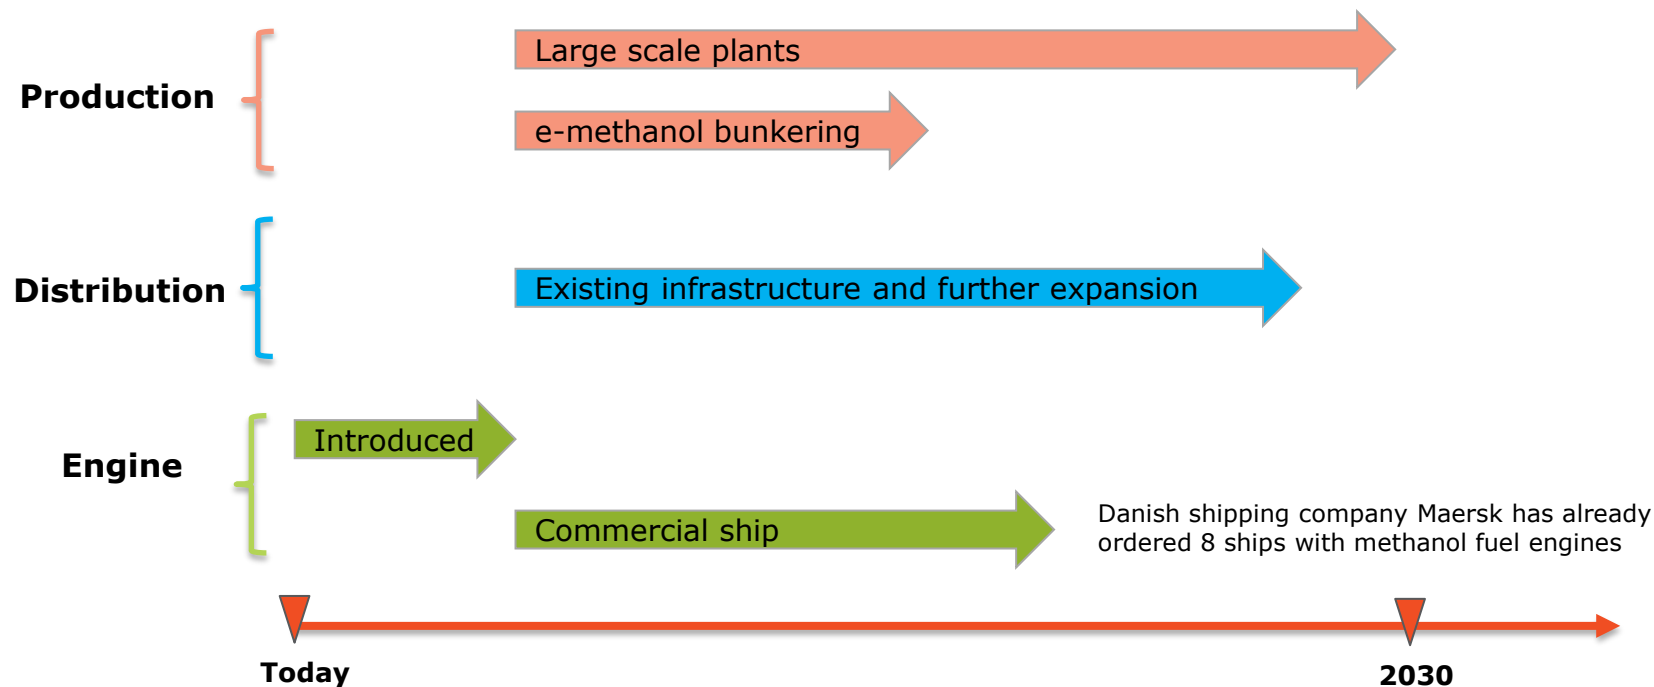 Production
Large scale plants
e-methanol bunkering
Distribution
Existing infrastructure and further expansion
Engine
Introduced
Commercial ship
Danish shipping company Maersk has already
ordered 8 ships with methanol fuel engines
Today
2030